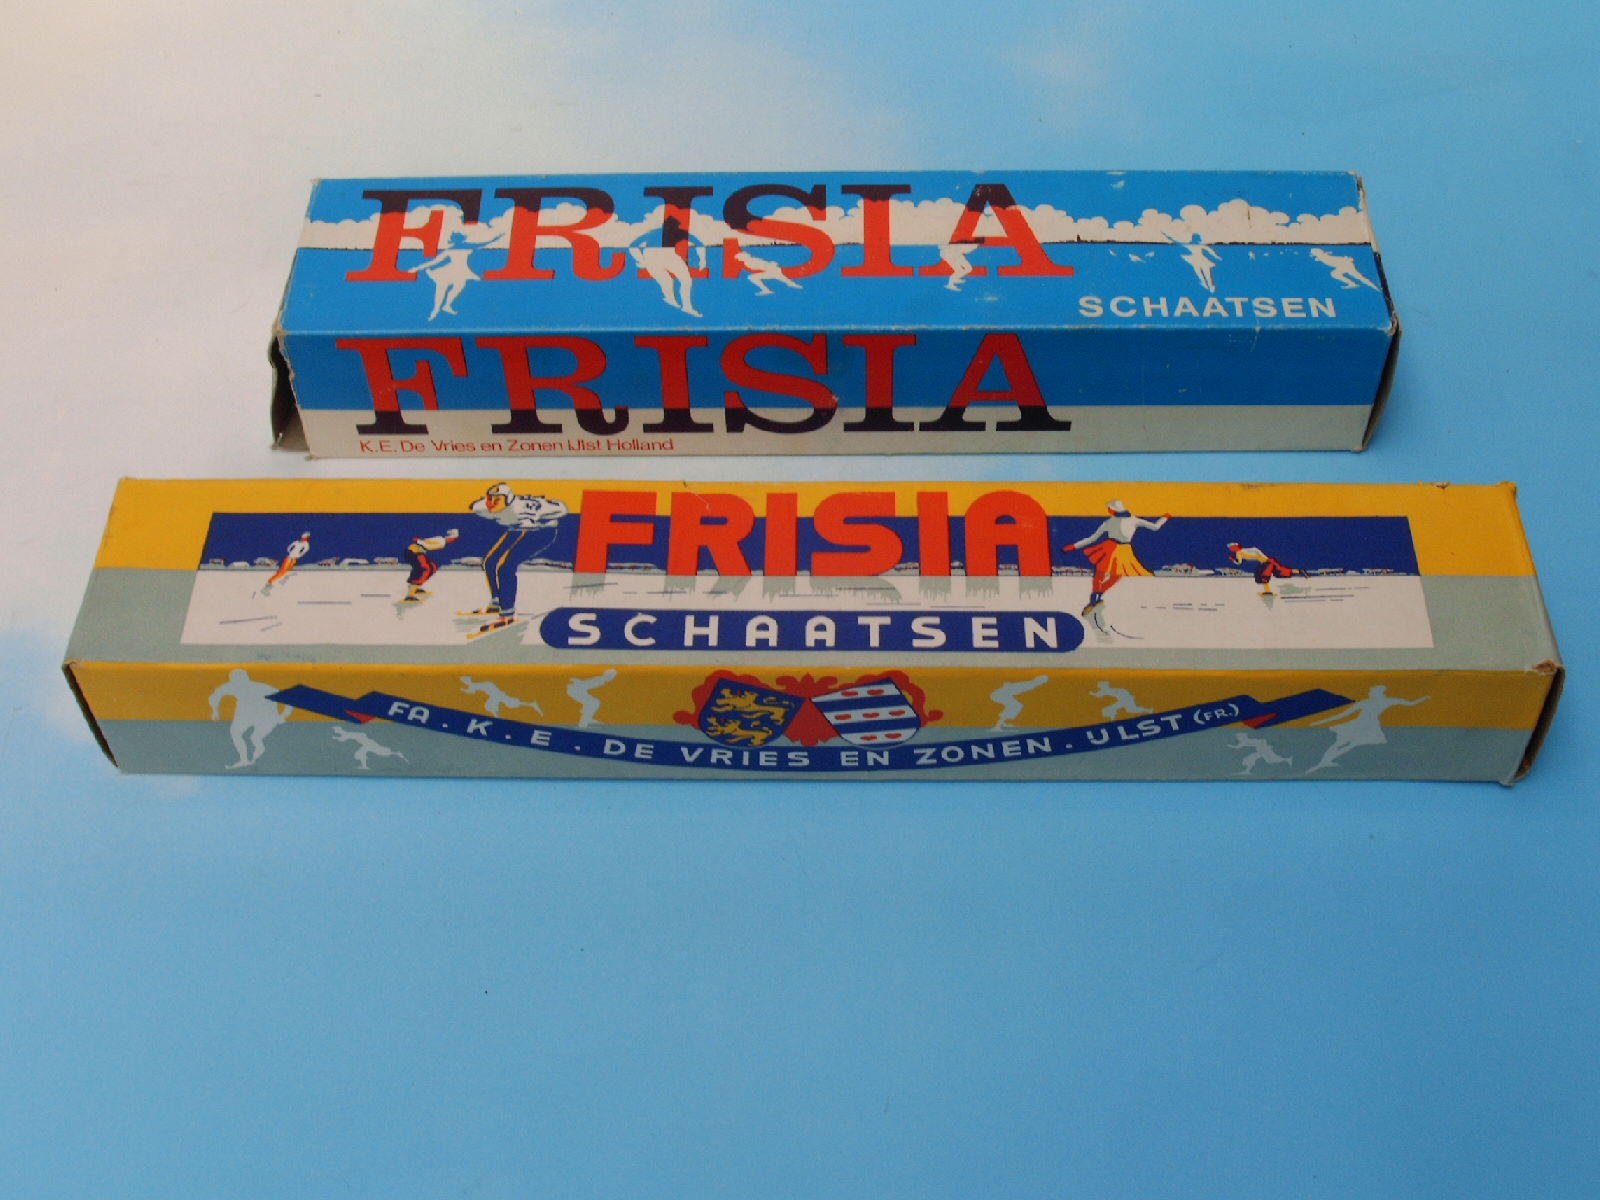 FRISIA
SCHAATSEN
FRISIA
K.E. De Vries en Zonen IJlst Holland
FRISIA
SCHAATSEN
FA. K. E. DE VRIES EN ZONEN. IJLST (FR.)